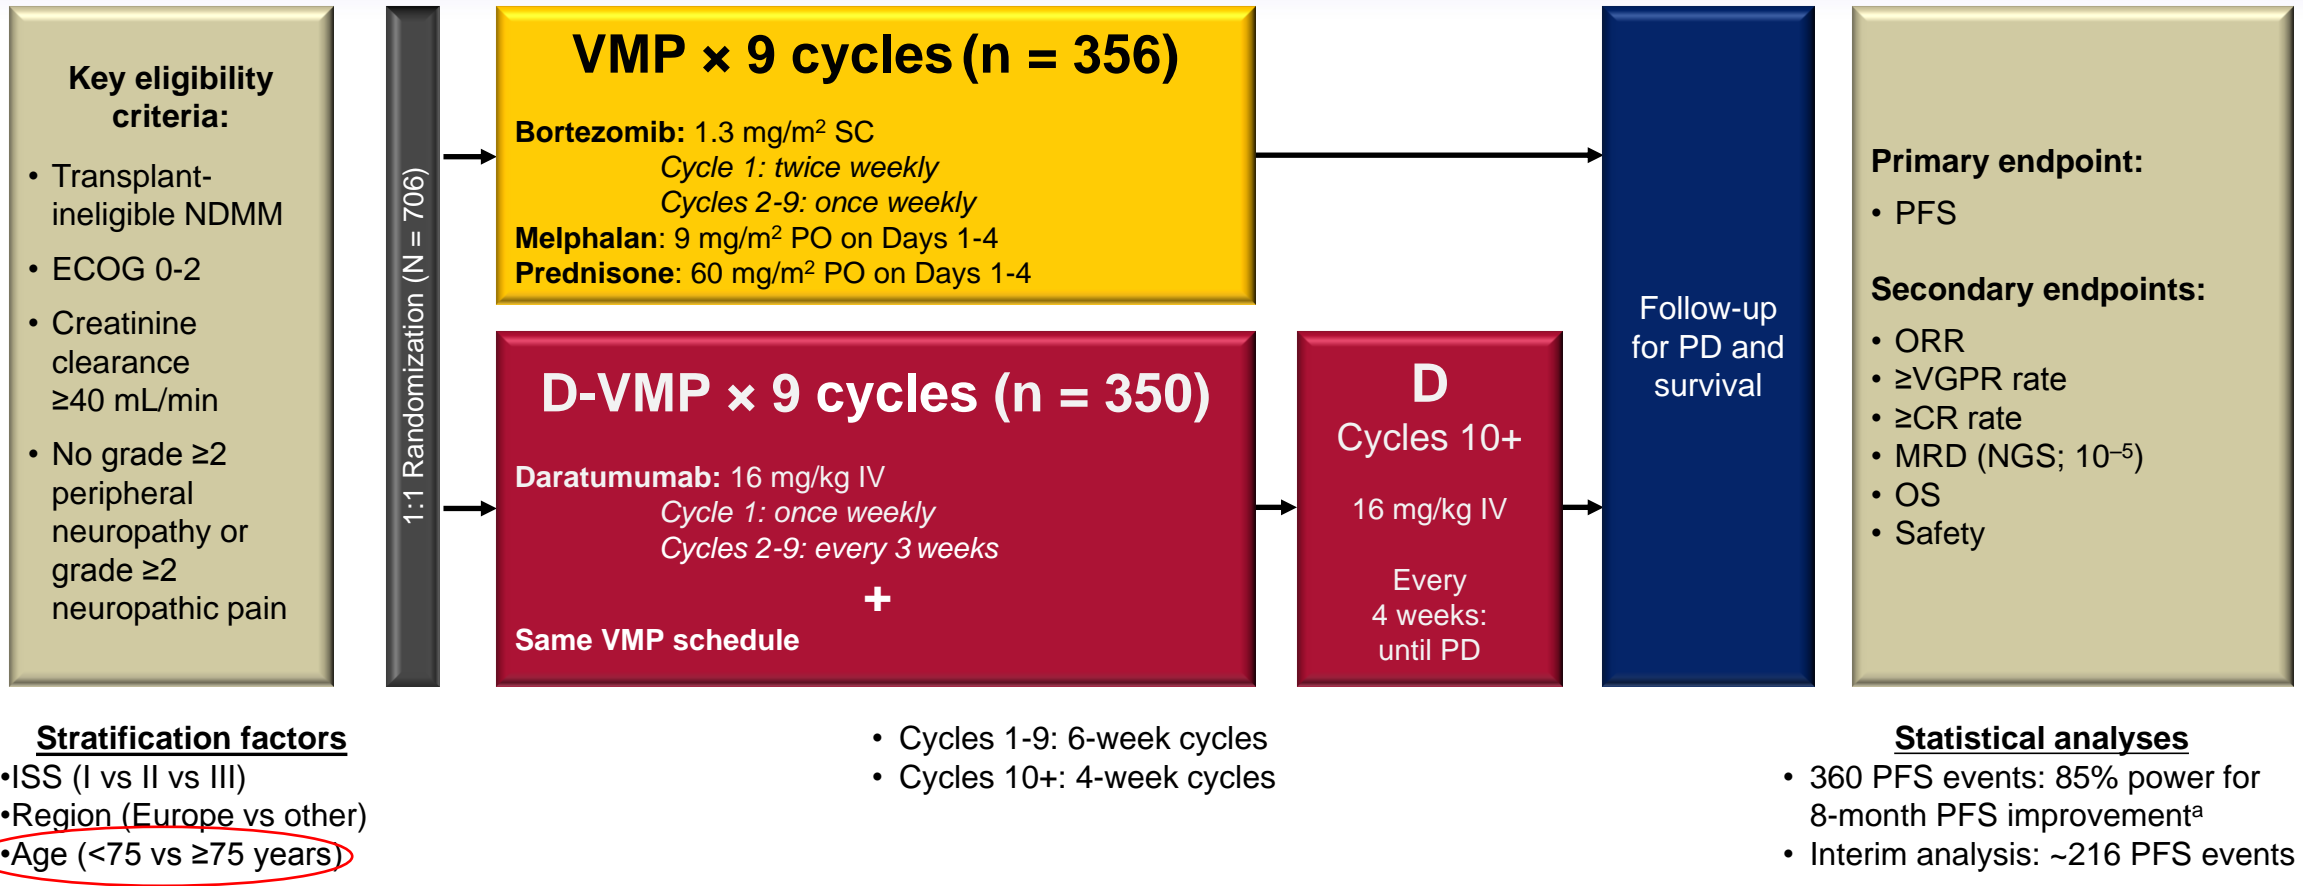 Key eligibility
criteria:
• Transplant-
ineligible NDMM
• ECOG 0-2
• Creatinine
clearance
≥40 mL/min
• No grade ≥2
peripheral
neuropathy or
grade ≥2
neuropathic pain
1:1 Randomization (N = 706)
VMP × 9 cycles (n = 356)
Bortezomib: 1.3 mg/m² SC
Cycle 1: twice weekly
Cycles 2-9: once weekly
Melphalan: 9 mg/m² PO on Days 1-4
Prednisone: 60 mg/m² PO on Days 1-4
D-VMP × 9 cycles (n = 350)
Daratumumab: 16 mg/kg IV
Cycle 1: once weekly
Cycles 2-9: every 3 weeks
+
Same VMP schedule
D
Cycles 10+
16 mg/kg IV
Every
4 weeks:
until PD
Follow-up
for PD and
survival
Primary endpoint:
• PFS
Secondary endpoints:
• ORR
• ≥VGPR rate
• ≥CR rate
• MRD (NGS; 10⁻⁵)
• OS
• Safety
Stratification factors
•ISS (I vs II vs III)
•Region (Europe vs other)
•Age (<75 vs ≥75 years)
• Cycles 1-9: 6-week cycles
• Cycles 10+: 4-week cycles
Statistical analyses
• 360 PFS events: 85% power for
8-month PFS improvementᵃ
• Interim analysis: ~216 PFS events